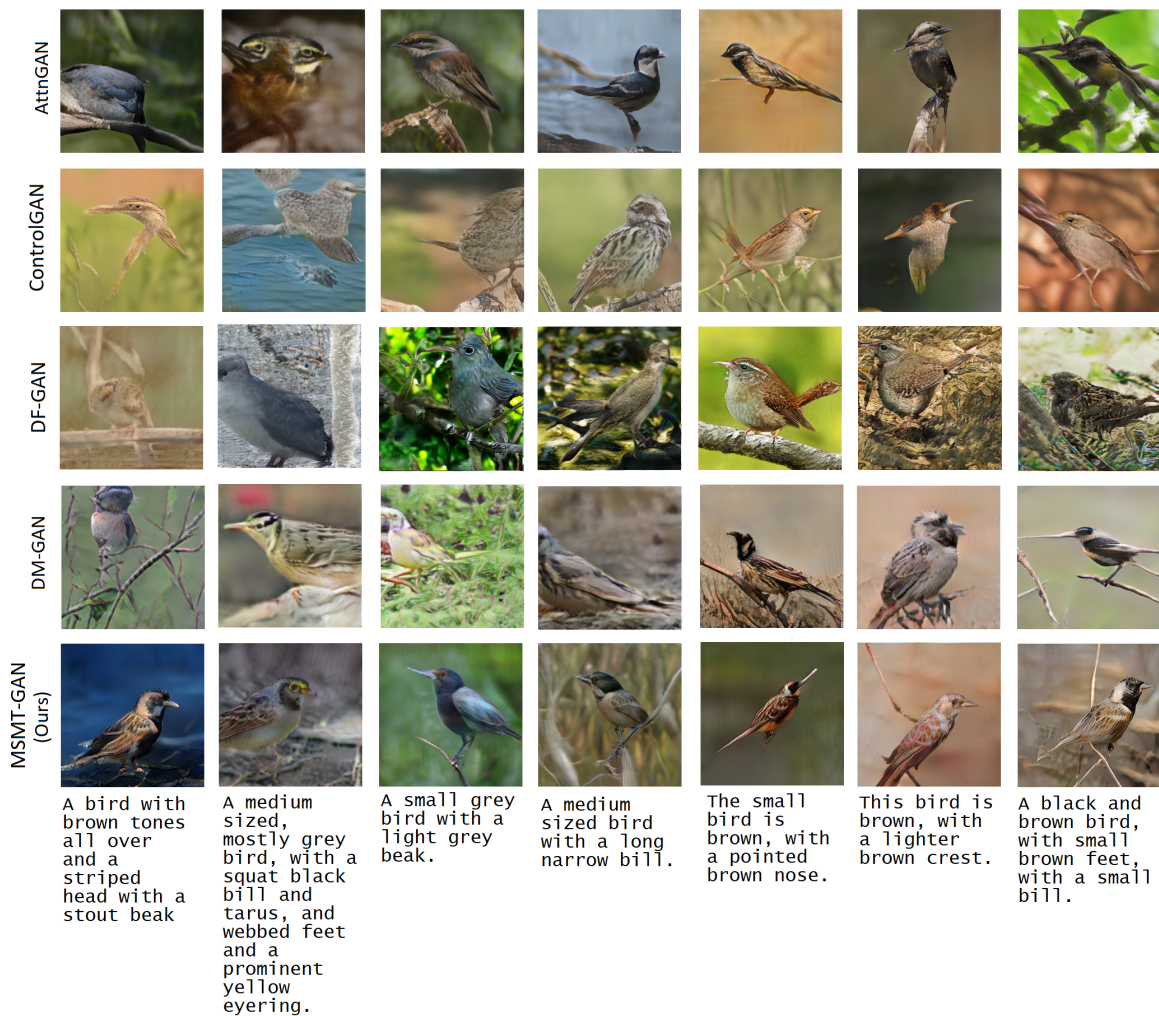 AttnGAN
ControlGAN
DF-GAN
DM-GAN
MSMT-GAN
(Ours)
A bird with
brown tones
all over
and a
striped
head with a
stout beak
A medium
sized,
mostly grey
bird, with a
squat black
bill and
tarus, and
webbed feet
and a
prominent
yellow
eyering.
A small grey
bird with a
light grey
beak.
A medium
sized bird
with a long
narrow bill.
The small
bird is
brown, with
a pointed
brown nose.
This bird is
brown, with
a lighter
brown crest.
A black and
brown bird,
with small
brown feet,
with a small
bill.